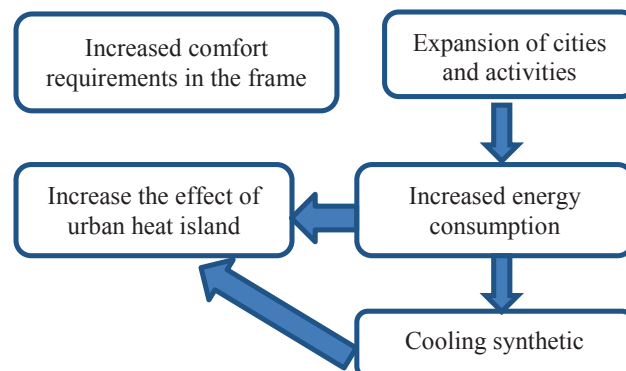 Increased comfort
requirements in the frame
Expansion of cities
and activities
Increase the effect of
urban heat island
Increased energy
consumption
Cooling synthetic